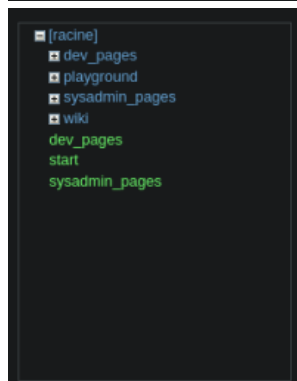 [racine]
dev_pages
playground
sysadmin_pages
wiki
dev_pages
start
sysadmin_pages